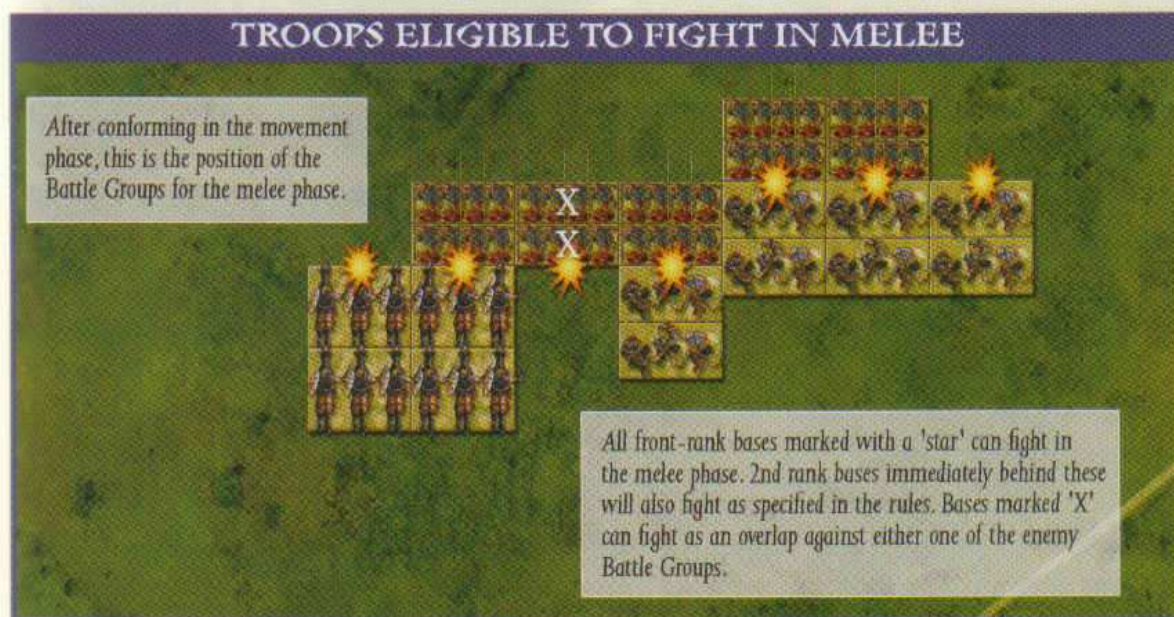 TROOPS ELIGIBLE TO FIGHT IN MELEE
After conforming in the movement
phase, this is the position of the
Battle Groups for the melee phase.
X
X
All front-rank bases marked with a 'star' can fight in
the melee phase. 2nd rank bases immediately behind these
will also fight as specified in the rules. Bases marked 'X'
can fight as an overlap against either one of the enemy
Battle Groups.